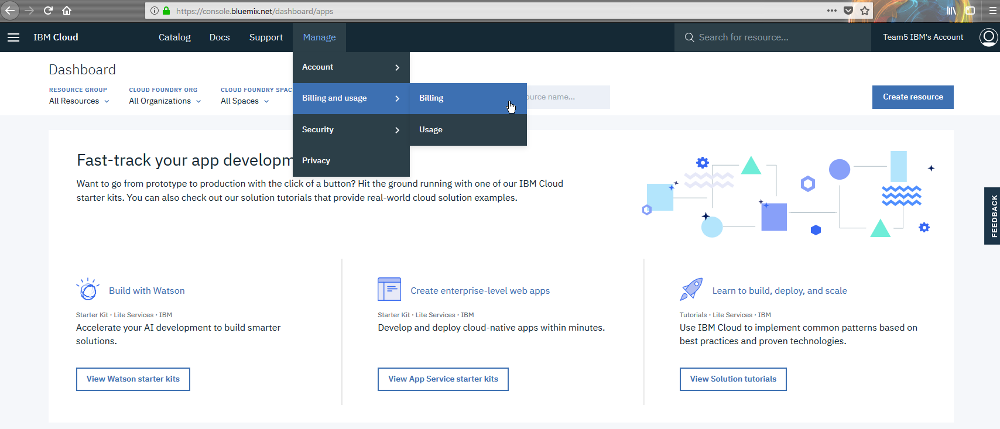 https://console.bluemix.net/dashboard/apps
IBM Cloud
Catalog
Docs
Support
Manage
Search for resource...
Team5 IBM's Account
Account
Billing and usage
Security
Privacy
Billing
Usage
Dashboard
RESOURCE GROUP
All Resources
CLOUD FOUNDRY ORG
All Organizations
CLOUD FOUNDRY SPAC
All Spaces
ource name...
Create resource
Fast-track your app developm
Want to go from prototype to production with the click of a button? Hit the ground running with one of our IBM Cloud
starter kits. You can also check out our solution tutorials that provide real-world cloud solution examples.
FEEDBACK
Build with Watson
Starter Kit · Lite Services · IBM
Accelerate your AI development to build smarter
solutions.
View Watson starter kits
Create enterprise-level web apps
Starter Kit · Lite Services · IBM
Develop and deploy cloud-native apps within minutes.
View App Service starter kits
Learn to build, deploy, and scale
Tutorials · Lite Services · IBM
Use IBM Cloud to implement common patterns based on
best practices and proven technologies.
View Solution tutorials